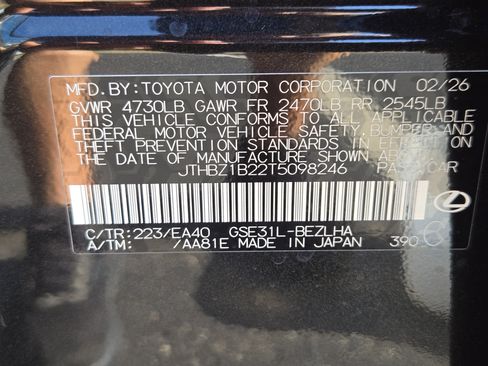 MFD. BY: TOYOTA MOTOR CORPORATION 02/26
GVWR 4730LB GAWR FR 2470LB RR 2545LB
THIS VEHICLE CONFORMS TO ALL APPLICABLE
FEDERAL MOTOR VEHICLE SAFETY, BUMPER AND
THEFT PREVENTION STANDARDS IN EFFECT ON
THE DATE OF MANUFACTURE SHOWN ABOVE.
JTHBZ1B22T5098246 PASS CAR
C/TR: 223/EA40 GSE31L-BEZLHA
A/TM: /AA81E MADE IN JAPAN 390